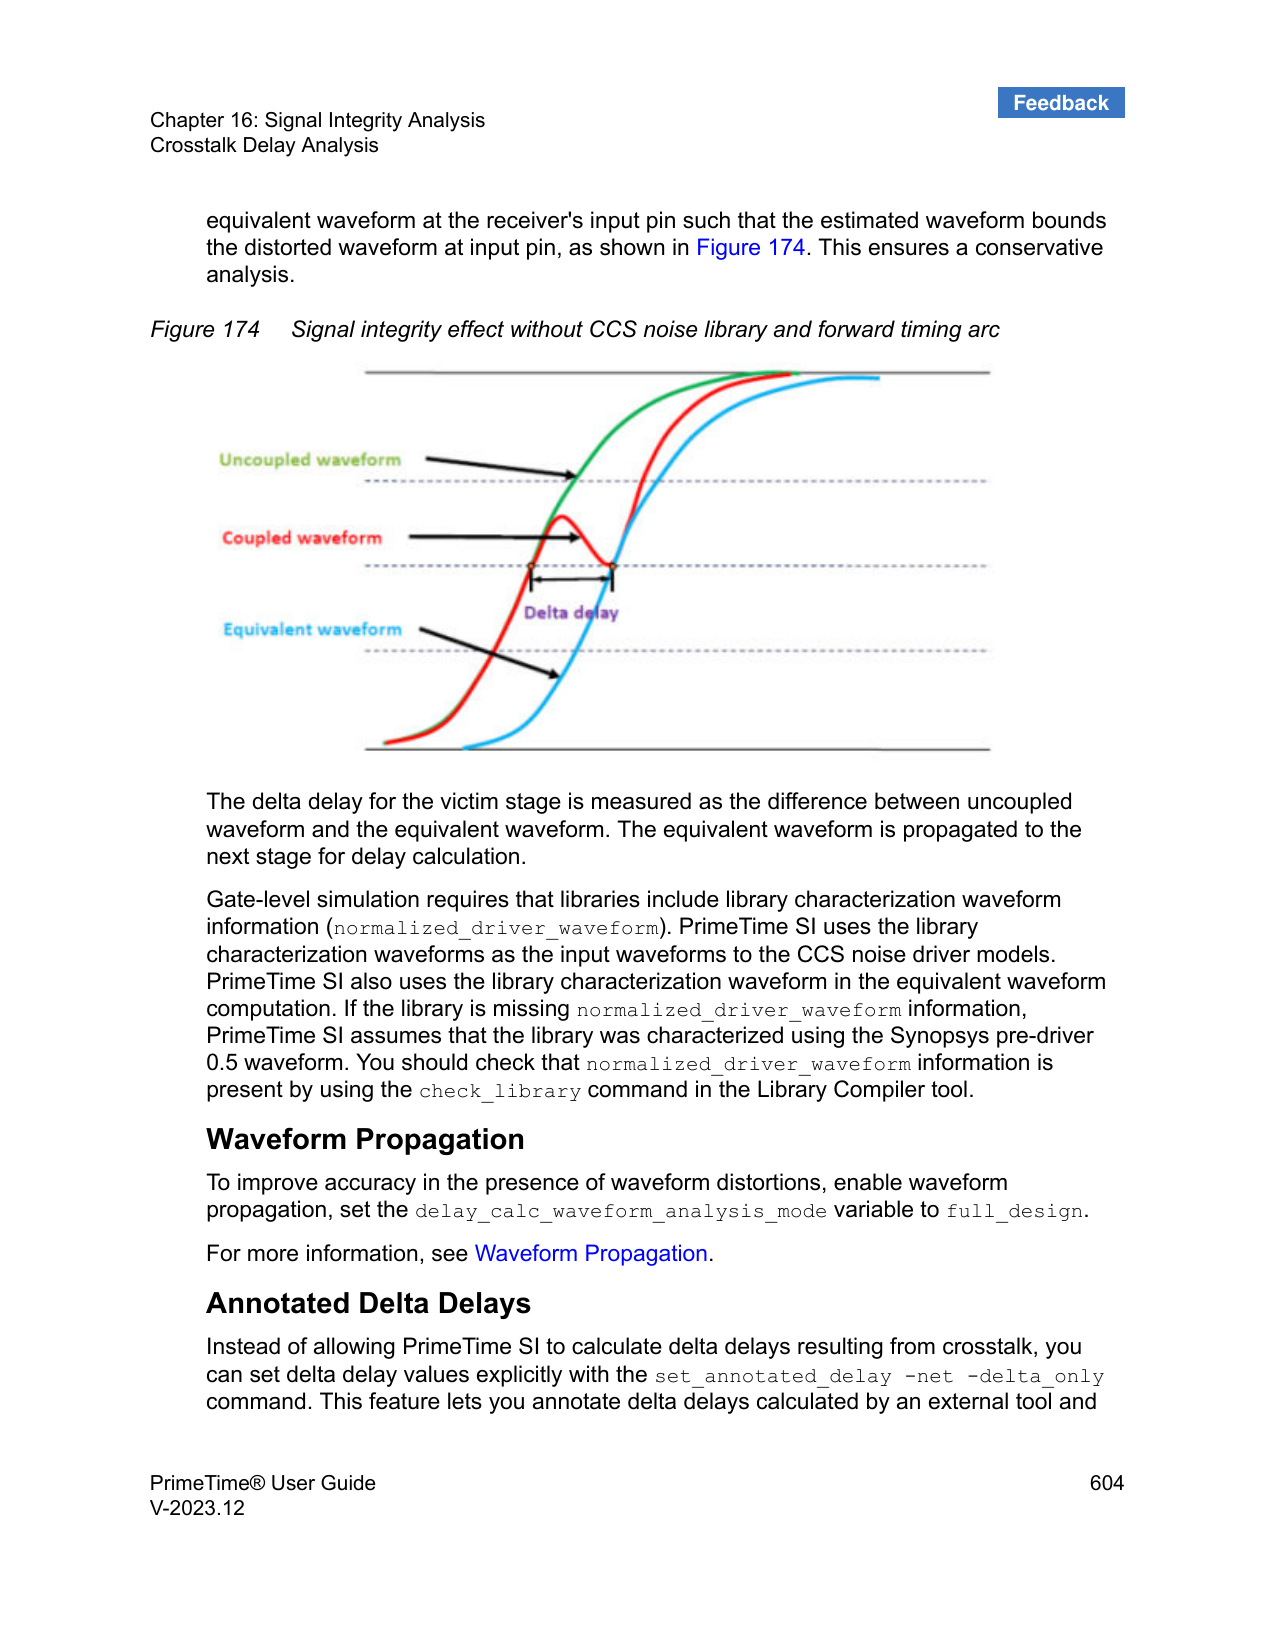 Feedback
Chapter 16: Signal Integrity Analysis
Crosstalk Delay Analysis
equivalent waveform at the receiver's input pin such that the estimated waveform bounds
the distorted waveform at input pin, as shown in Figure 174. This ensures a conservative
analysis.
Figure 174 Signal integrity effect without CCS noise library and forward timing arc
Uncoupled waveform
Coupled waveform
Delta delay
Equivalent waveform
The delta delay for the victim stage is measured as the difference between uncoupled
waveform and the equivalent waveform. The equivalent waveform is propagated to the
next stage for delay calculation.
Gate-level simulation requires that libraries include library characterization waveform
information (normalized_driver_waveform). PrimeTime SI uses the library
characterization waveforms as the input waveforms to the CCS noise driver models.
PrimeTime SI also uses the library characterization waveform in the equivalent waveform
computation. If the library is missing normalized_driver_waveform information,
PrimeTime SI assumes that the library was characterized using the Synopsys pre-driver
0.5 waveform. You should check that normalized_driver_waveform information is
present by using the check_library command in the Library Compiler tool.
Waveform Propagation
To improve accuracy in the presence of waveform distortions, enable waveform
propagation, set the delay_calc_waveform_analysis_mode variable to full_design.
For more information, see Waveform Propagation.
Annotated Delta Delays
Instead of allowing PrimeTime SI to calculate delta delays resulting from crosstalk, you
can set delta delay values explicitly with the set_annotated_delay -net -delta_only
command. This feature lets you annotate delta delays calculated by an external tool and
PrimeTime® User Guide 604
V-2023.12